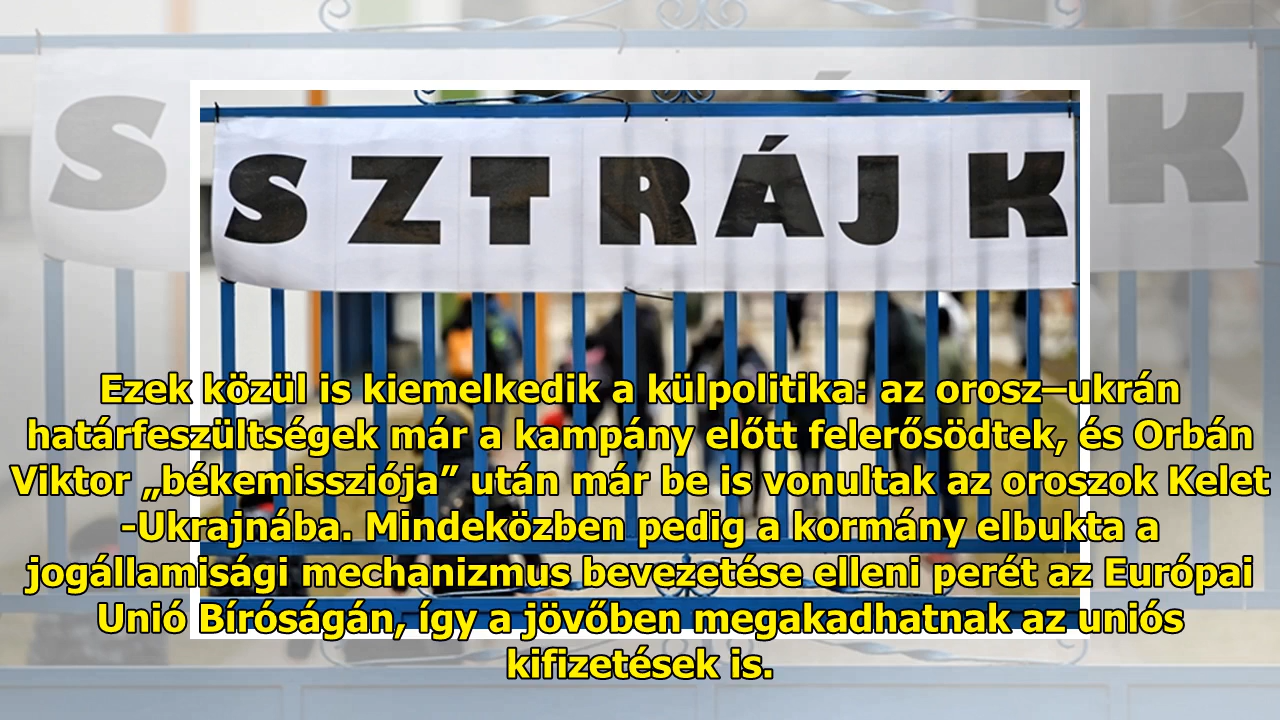 SZTRÁJK
Ezek közül is kiemelkedik a külpolitika: az orosz–ukrán
határfeszültségek már a kampány előtt felerősödtek, és Orbán
Viktor „békemissziója” után már be is vonultak az oroszok Kelet
-Ukrajnába. Mindeközben pedig a kormány elbukta a
jogállamisági mechanizmus bevezetése elleni perét az Európai
Unió Bíróságán, így a jövőben megakadhatnak az uniós
kifizetések is.